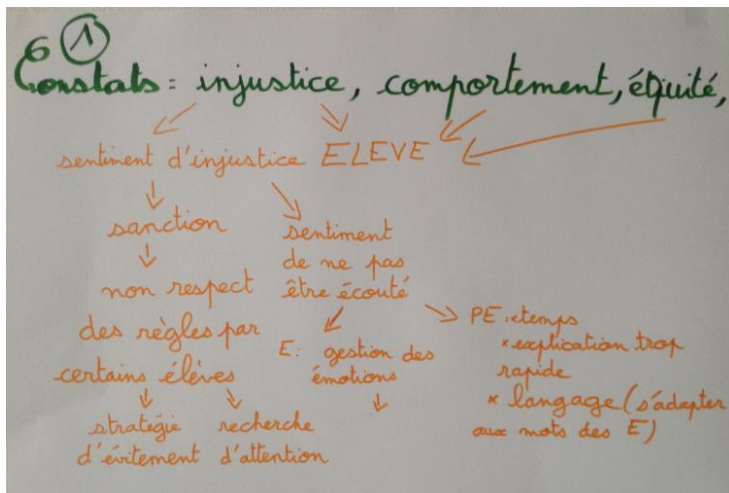 6 1
Constats = injustice, comportement, équité,
sentiment d'injustice ELEVE
sanction
non respect
des règles par
certains élèves
stratégie
d'évitement
recherche
d'attention
sentiment
de ne pas
être écouté
E: gestion des
émotions
PE: × temps
× explication trop
rapide
× langage (s'adapter
aux mots des E)